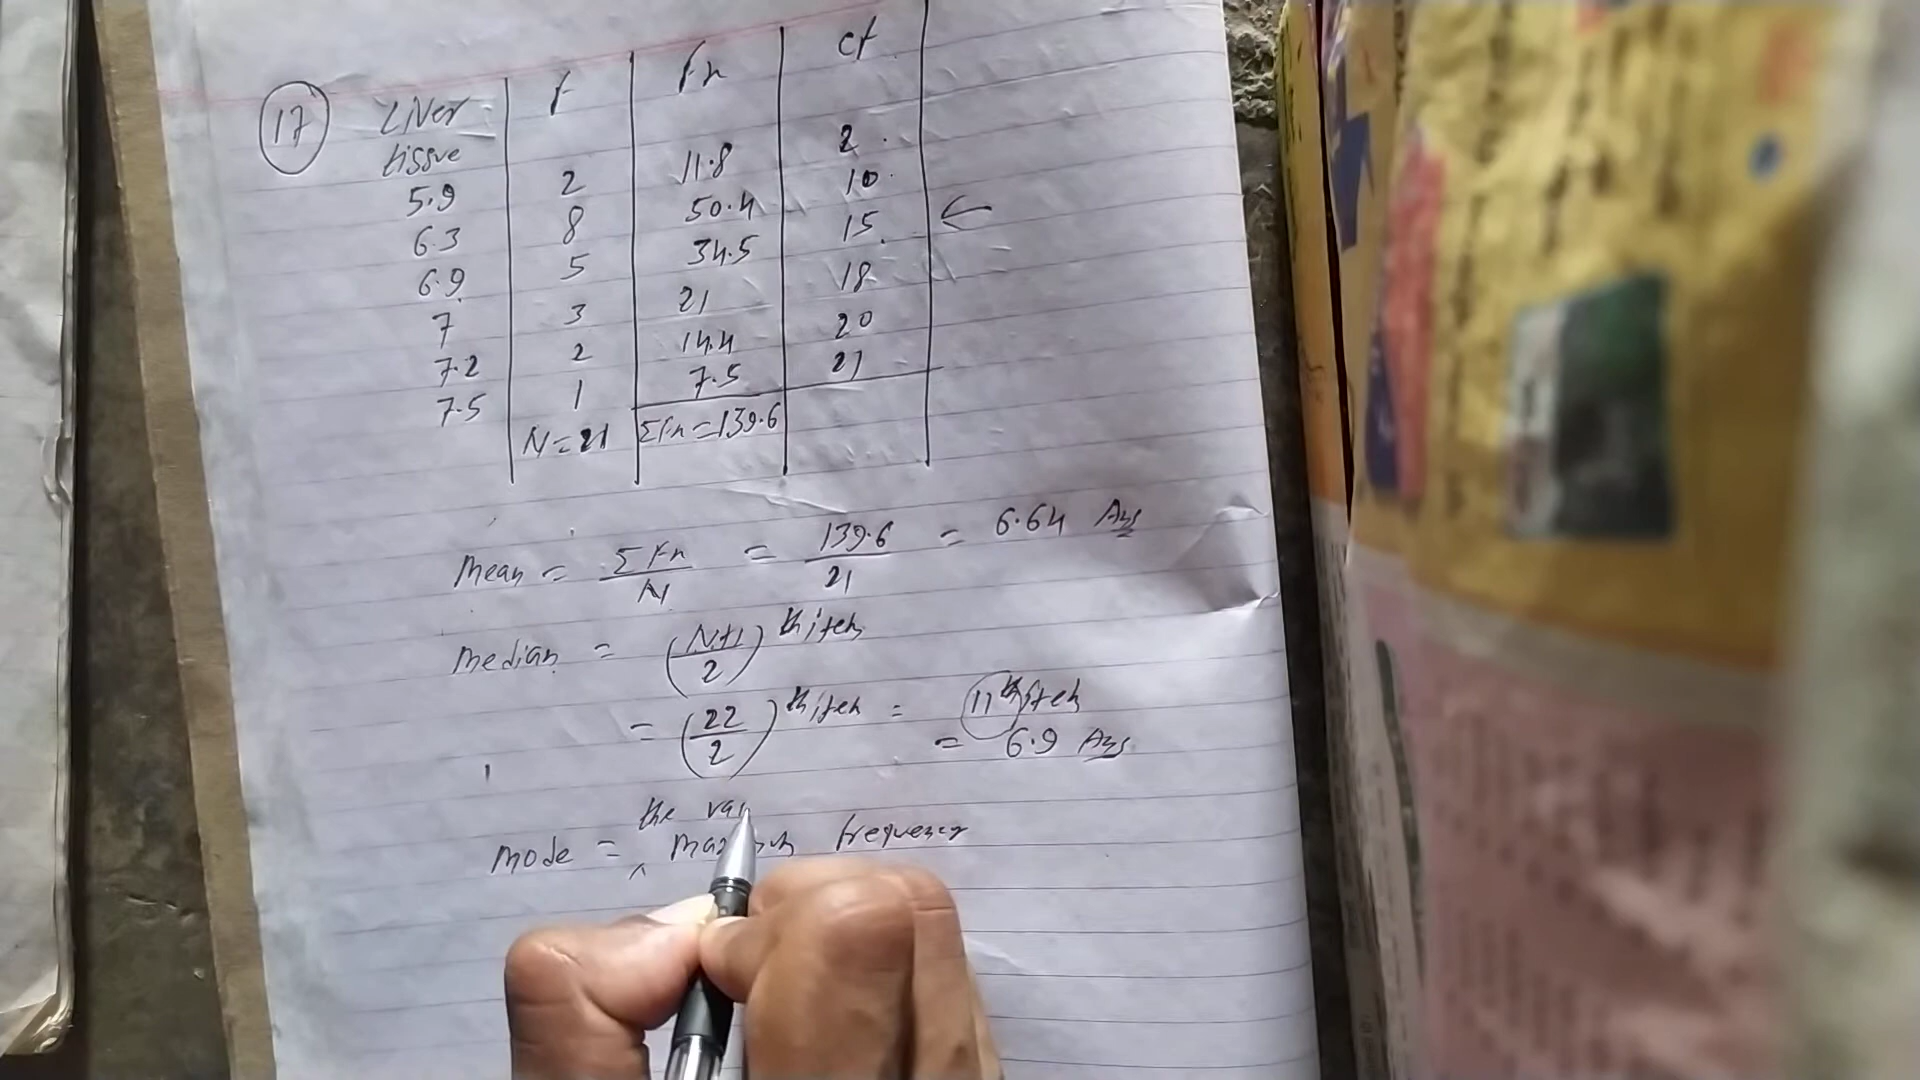 17 Liver f fx cf
tissue
5.9 2 11.8 2
6.3 8 50.4 10
6.9 5 34.5 15 ←
7 3 21 18
7.2 2 14.4 20
7.5 1 7.5 21
N=21 Σfx=139.6
Mean = Σfx/N = 139.6/21 = 6.64 Ans
Median = (N+1/2)th item
= (22/2)th item = 11th item
= 6.9 Ans
the va
Mode = ^ maximum frequency